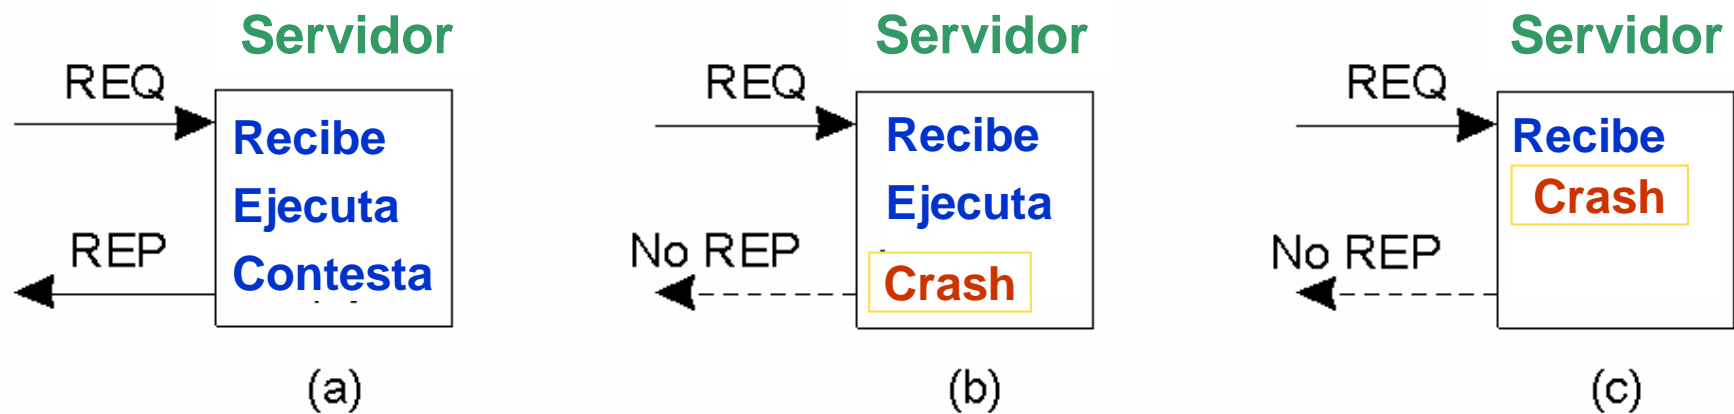 Servidor
REQ
Recibe
Ejecuta
REP
Contesta
(a)
Servidor
REQ
Recibe
Ejecuta
No REP
Crash
(b)
Servidor
REQ
Recibe
Crash
No REP
(c)